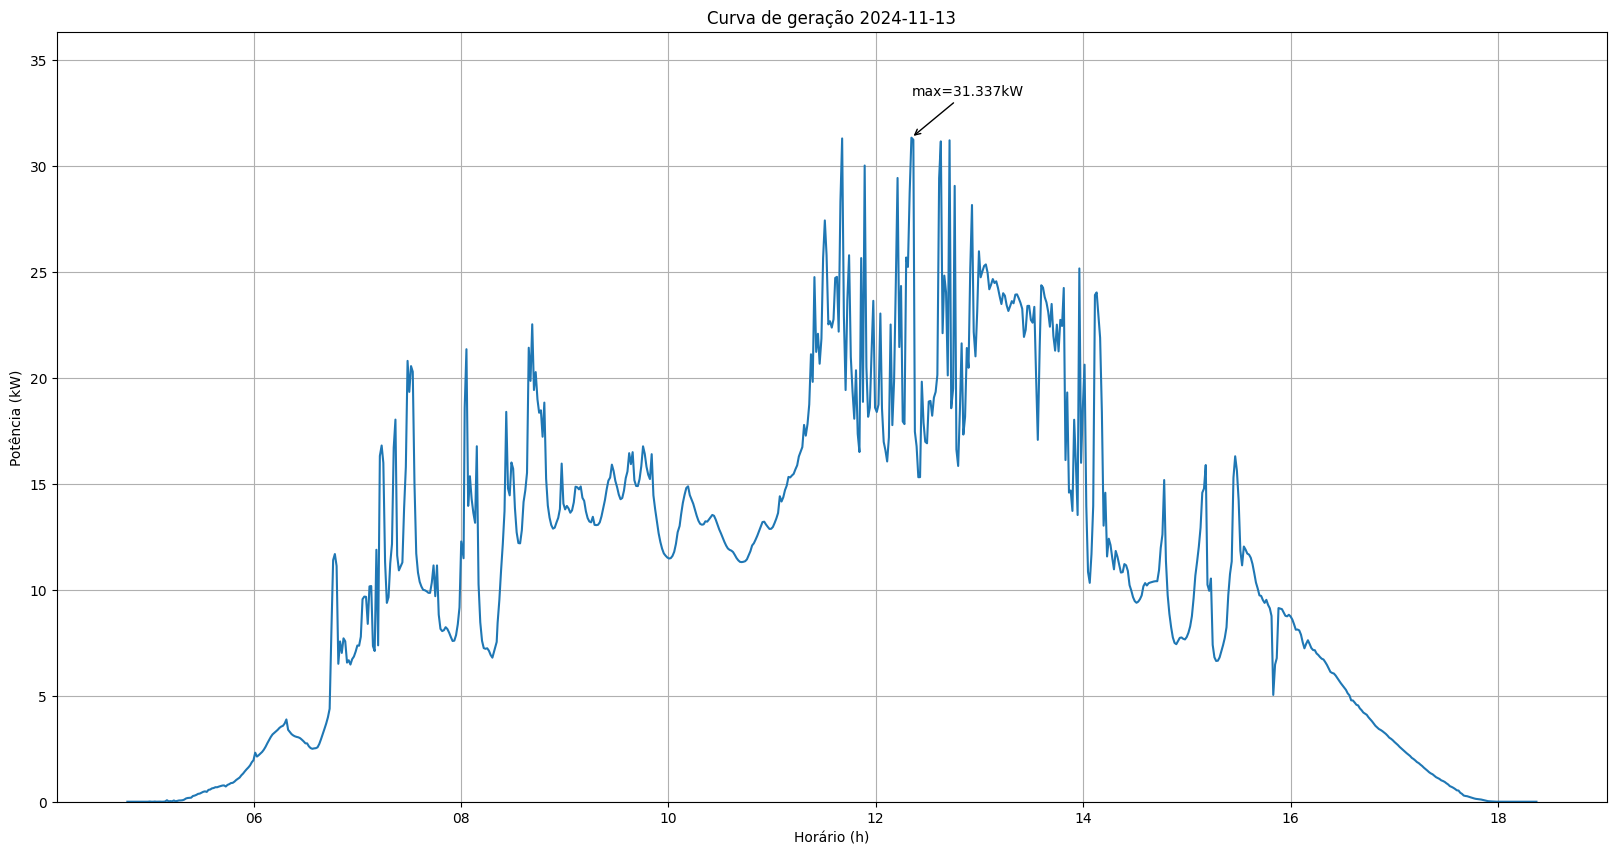 Curva de geração 2024-11-13
35
max=31.337kW
30
25
20
Potência (kW)
15
10
5
0
06 08 10 12 14 16 18
Horário (h)